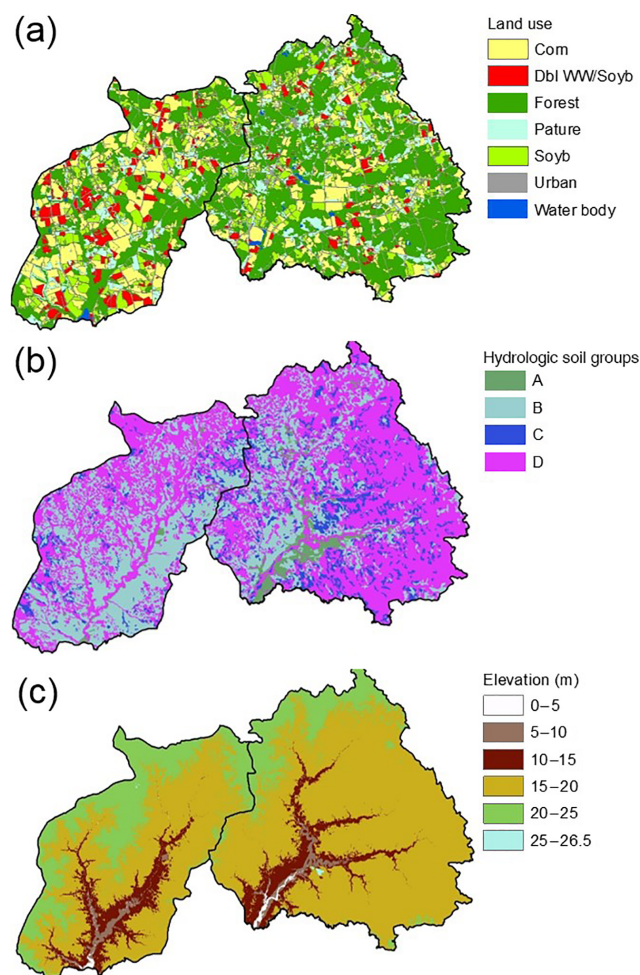 (a)
Land use
Corn
Dbl WW/Soyb
Forest
Pature
Soyb
Urban
Water body
(b)
Hydrologic soil groups
A
B
C
D
(c)
Elevation (m)
0–5
5–10
10–15
15–20
20–25
25–26.5